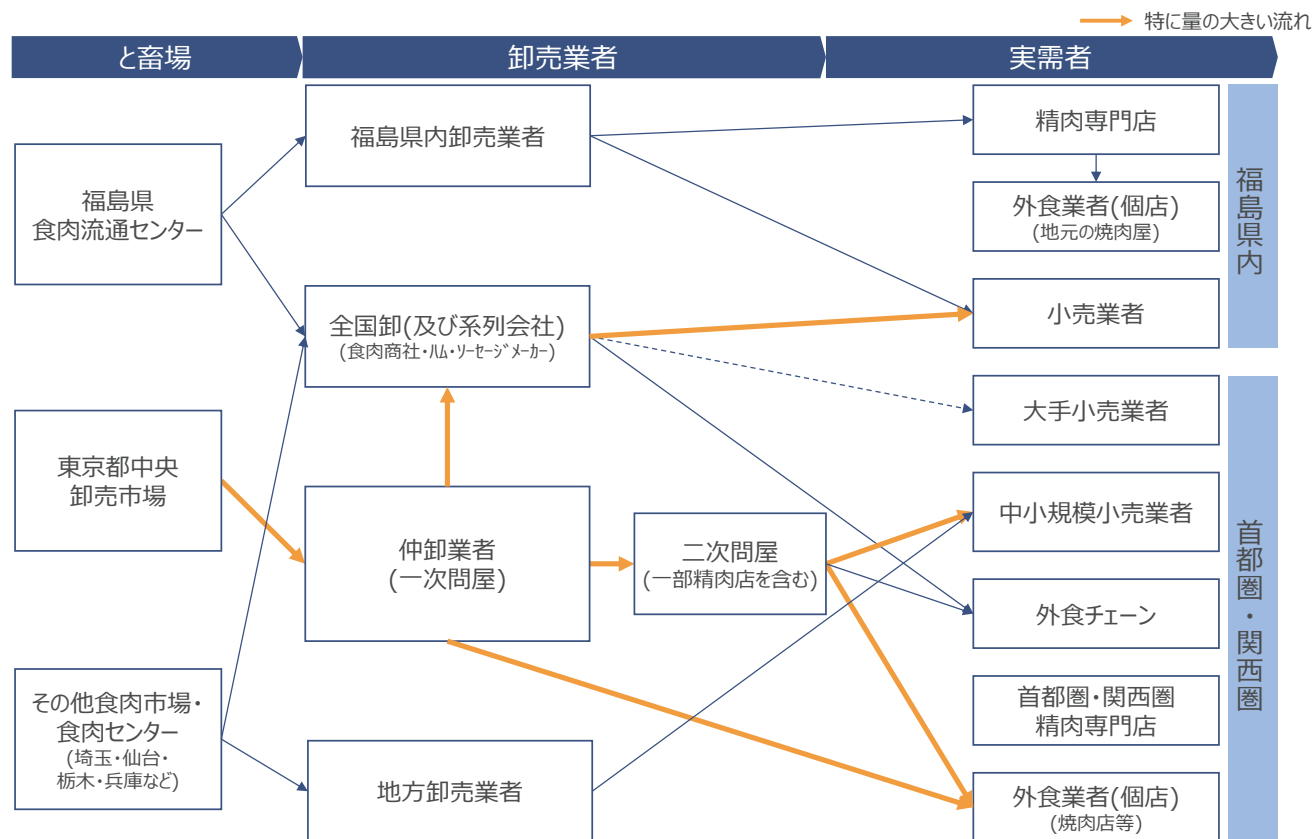 特に量の大きい流れ
と畜場
卸売業者
実需者
福島県
食肉流通センター
東京都中央
卸売市場
その他食肉市場・
食肉センター
(埼玉・仙台・
栃木・兵庫など)
福島県内卸売業者
全国卸(及び系列会社)
(食肉商社・ﾊﾑ・ｿｰｾｰｼﾞﾒｰｶｰ)
仲卸業者
(一次問屋)
二次問屋
(一部精肉店を含む)
地方卸売業者
精肉専門店
外食業者(個店)
(地元の焼肉屋)
小売業者
大手小売業者
中小規模小売業者
外食チェーン
首都圏・関西圏
精肉専門店
外食業者(個店)
(焼肉店等)
福島県内
首都圏・関西圏